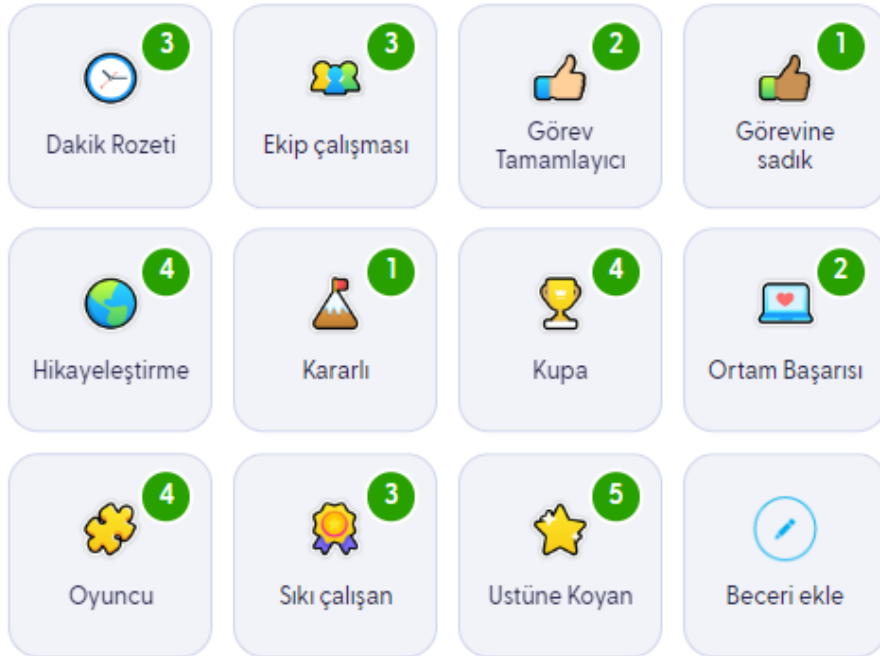 3
3
2
1
Dakik Rozeti
Ekip çalışması
Görev
Tamamlayıcı
Görevine
sadık
4
1
4
2
Hikayeleştirme
Kararlı
Kupa
Ortam Başarısı
4
3
5
Oyuncu
Sıkı çalışan
Ustüne Koyan
Beceri ekle